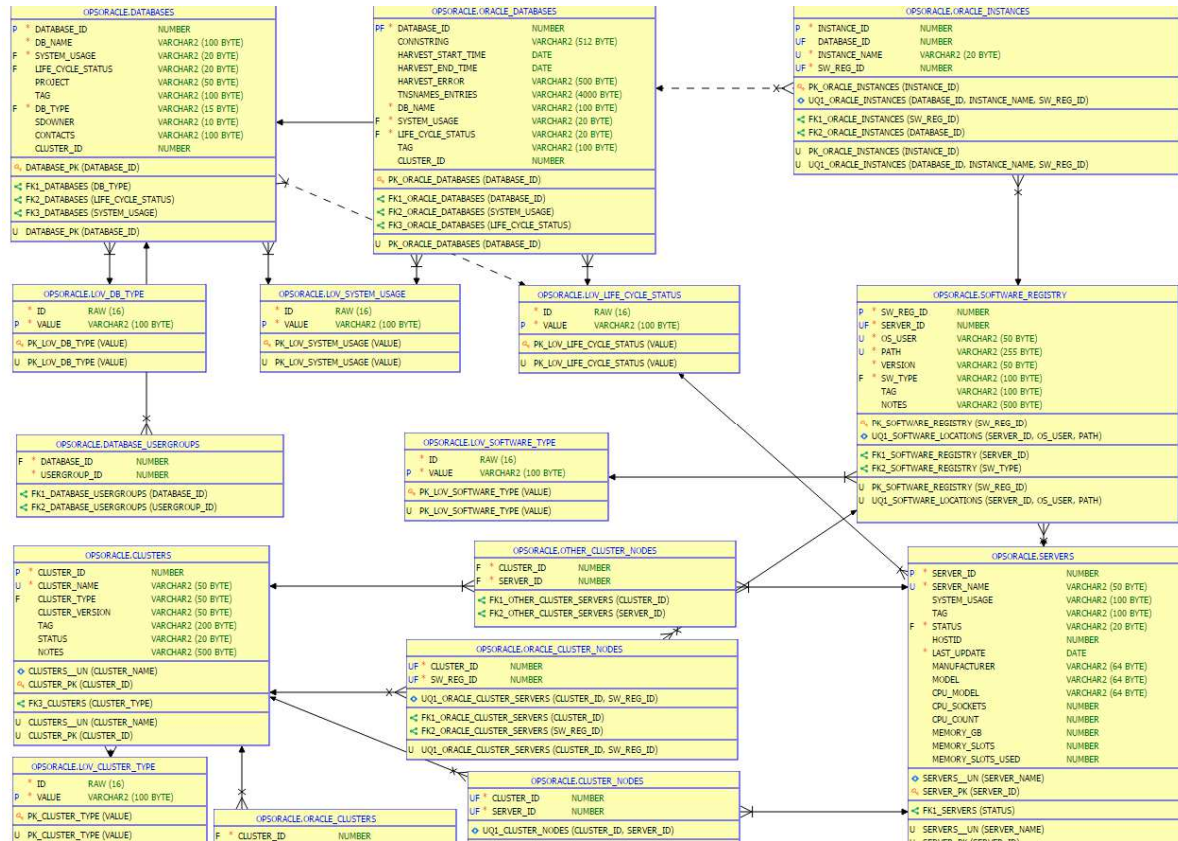 OPSORACLE.DATABASES
P * DATABASE_ID NUMBER
* DB_NAME VARCHAR2 (100 BYTE)
F * SYSTEM_USAGE VARCHAR2 (20 BYTE)
F LIFE_CYCLE_STATUS VARCHAR2 (20 BYTE)
PROJECT VARCHAR2 (50 BYTE)
TAG VARCHAR2 (100 BYTE)
F * DB_TYPE VARCHAR2 (15 BYTE)
SDOWNER VARCHAR2 (10 BYTE)
CONTACTS VARCHAR2 (100 BYTE)
CLUSTER_ID NUMBER
DATABASE_PK (DATABASE_ID)
FK1_DATABASES (DB_TYPE)
FK2_DATABASES (LIFE_CYCLE_STATUS)
FK3_DATABASES (SYSTEM_USAGE)
U DATABASE_PK (DATABASE_ID)
OPSORACLE.ORACLE_DATABASES
PF * DATABASE_ID NUMBER
CONNSTRING VARCHAR2 (512 BYTE)
HARVEST_START_TIME DATE
HARVEST_END_TIME DATE
HARVEST_ERROR VARCHAR2 (500 BYTE)
TNSNAMES_ENTRIES VARCHAR2 (4000 BYTE)
* DB_NAME VARCHAR2 (100 BYTE)
F * SYSTEM_USAGE VARCHAR2 (20 BYTE)
F * LIFE_CYCLE_STATUS VARCHAR2 (20 BYTE)
TAG VARCHAR2 (100 BYTE)
CLUSTER_ID NUMBER
PK_ORACLE_DATABASES (DATABASE_ID)
FK1_ORACLE_DATABASES (DATABASE_ID)
FK2_ORACLE_DATABASES (SYSTEM_USAGE)
FK3_ORACLE_DATABASES (LIFE_CYCLE_STATUS)
U PK_ORACLE_DATABASES (DATABASE_ID)
OPSORACLE.ORACLE_INSTANCES
P * INSTANCE_ID NUMBER
UF DATABASE_ID NUMBER
U * INSTANCE_NAME VARCHAR2 (20 BYTE)
UF * SW_REG_ID NUMBER
PK_ORACLE_INSTANCES (INSTANCE_ID)
UQ1_ORACLE_INSTANCES (DATABASE_ID, INSTANCE_NAME, SW_REG_ID)
FK1_ORACLE_INSTANCES (SW_REG_ID)
FK2_ORACLE_INSTANCES (DATABASE_ID)
U PK_ORACLE_INSTANCES (INSTANCE_ID)
U UQ1_ORACLE_INSTANCES (DATABASE_ID, INSTANCE_NAME, SW_REG_ID)
OPSORACLE.LOV_DB_TYPE
* ID RAW (16)
P * VALUE VARCHAR2 (100 BYTE)
PK_LOV_DB_TYPE (VALUE)
U PK_LOV_DB_TYPE (VALUE)
OPSORACLE.LOV_SYSTEM_USAGE
* ID RAW (16)
P * VALUE VARCHAR2 (100 BYTE)
PK_LOV_SYSTEM_USAGE (VALUE)
U PK_LOV_SYSTEM_USAGE (VALUE)
OPSORACLE.LOV_LIFE_CYCLE_STATUS
* ID RAW (16)
P * VALUE VARCHAR2 (100 BYTE)
PK_LOV_LIFE_CYCLE_STATUS (VALUE)
U PK_LOV_LIFE_CYCLE_STATUS (VALUE)
OPSORACLE.SOFTWARE_REGISTRY
P * SW_REG_ID NUMBER
UF * SERVER_ID NUMBER
U * OS_USER VARCHAR2 (50 BYTE)
U * PATH VARCHAR2 (255 BYTE)
* VERSION VARCHAR2 (50 BYTE)
F * SW_TYPE VARCHAR2 (100 BYTE)
TAG VARCHAR2 (100 BYTE)
NOTES VARCHAR2 (500 BYTE)
PK_SOFTWARE_REGISTRY (SW_REG_ID)
UQ1_SOFTWARE_LOCATIONS (SERVER_ID, OS_USER, PATH)
FK1_SOFTWARE_REGISTRY (SERVER_ID)
FK2_SOFTWARE_REGISTRY (SW_TYPE)
U PK_SOFTWARE_REGISTRY (SW_REG_ID)
U UQ1_SOFTWARE_LOCATIONS (SERVER_ID, OS_USER, PATH)
OPSORACLE.DATABASE_USERGROUPS
F * DATABASE_ID NUMBER
* USERGROUP_ID NUMBER
FK1_DATABASE_USERGROUPS (DATABASE_ID)
FK2_DATABASE_USERGROUPS (USERGROUP_ID)
OPSORACLE.LOV_SOFTWARE_TYPE
* ID RAW (16)
P * VALUE VARCHAR2 (100 BYTE)
PK_LOV_SOFTWARE_TYPE (VALUE)
U PK_LOV_SOFTWARE_TYPE (VALUE)
OPSORACLE.CLUSTERS
P * CLUSTER_ID NUMBER
U * CLUSTER_NAME VARCHAR2 (50 BYTE)
F CLUSTER_TYPE VARCHAR2 (50 BYTE)
CLUSTER_VERSION VARCHAR2 (50 BYTE)
TAG VARCHAR2 (200 BYTE)
STATUS VARCHAR2 (20 BYTE)
NOTES VARCHAR2 (500 BYTE)
CLUSTERS__UN (CLUSTER_NAME)
CLUSTER_PK (CLUSTER_ID)
FK3_CLUSTERS (CLUSTER_TYPE)
U CLUSTERS__UN (CLUSTER_NAME)
U CLUSTER_PK (CLUSTER_ID)
OPSORACLE.OTHER_CLUSTER_NODES
F * CLUSTER_ID NUMBER
F * SERVER_ID NUMBER
FK1_OTHER_CLUSTER_SERVERS (CLUSTER_ID)
FK2_OTHER_CLUSTER_SERVERS (SERVER_ID)
OPSORACLE.ORACLE_CLUSTER_NODES
UF * CLUSTER_ID NUMBER
UF * SW_REG_ID NUMBER
UQ1_ORACLE_CLUSTER_SERVERS (CLUSTER_ID, SW_REG_ID)
FK1_ORACLE_CLUSTER_SERVERS (CLUSTER_ID)
FK2_ORACLE_CLUSTER_SERVERS (SW_REG_ID)
U UQ1_ORACLE_CLUSTER_SERVERS (CLUSTER_ID, SW_REG_ID)
OPSORACLE.SERVERS
P * SERVER_ID NUMBER
U * SERVER_NAME VARCHAR2 (50 BYTE)
SYSTEM_USAGE VARCHAR2 (100 BYTE)
TAG VARCHAR2 (100 BYTE)
F * STATUS VARCHAR2 (20 BYTE)
HOSTID NUMBER
* LAST_UPDATE DATE
MANUFACTURER VARCHAR2 (64 BYTE)
MODEL VARCHAR2 (64 BYTE)
CPU_MODEL VARCHAR2 (64 BYTE)
CPU_SOCKETS NUMBER
CPU_COUNT NUMBER
MEMORY_GB NUMBER
MEMORY_SLOTS NUMBER
MEMORY_SLOTS_USED NUMBER
SERVERS__UN (SERVER_NAME)
SERVER_PK (SERVER_ID)
FK1_SERVERS (STATUS)
U SERVERS__UN (SERVER_NAME)
U SERVER_PK (SERVER_ID)
OPSORACLE.LOV_CLUSTER_TYPE
* ID RAW (16)
P * VALUE VARCHAR2 (100 BYTE)
PK_CLUSTER_TYPE (VALUE)
U PK_CLUSTER_TYPE (VALUE)
OPSORACLE.ORACLE_CLUSTERS
F * CLUSTER_ID NUMBER
OPSORACLE.CLUSTER_NODES
UF * CLUSTER_ID NUMBER
UF * SERVER_ID NUMBER
UQ1_CLUSTER_NODES (CLUSTER_ID, SERVER_ID)